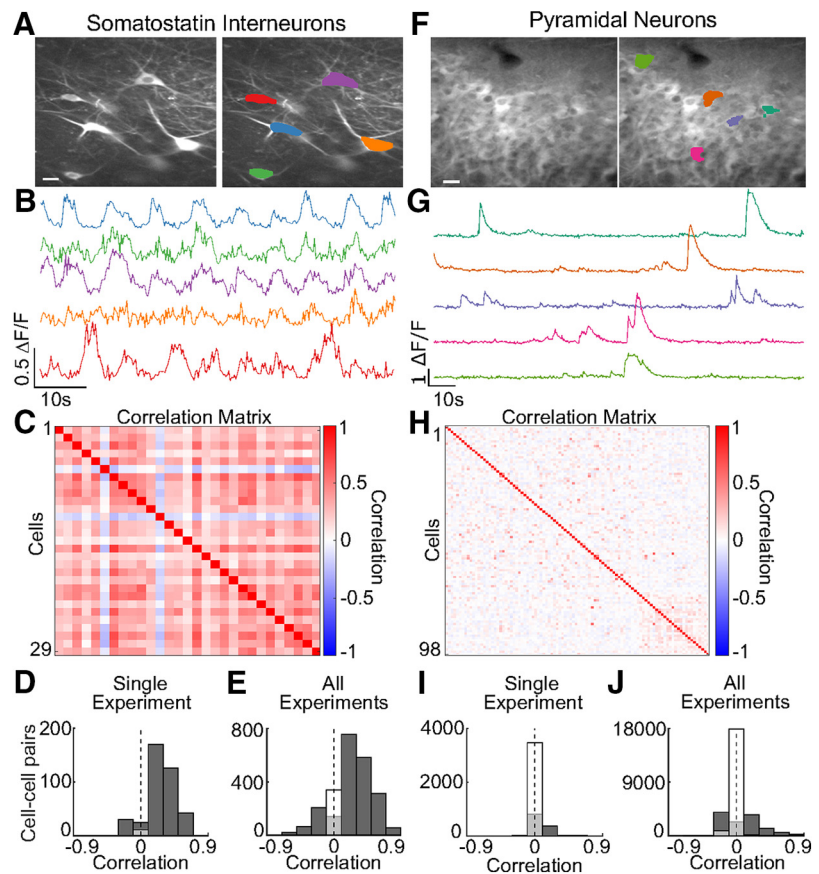 A Somatostatin Interneurons
F Pyramidal Neurons
B
0.5 ΔF/F
10s
G
1 ΔF/F
10s
C Correlation Matrix
1
Cells
29
1
0.5
0
-0.5
-1
Correlation
H Correlation Matrix
1
Cells
98
1
0.5
0
-0.5
-1
Correlation
D Single
Experiment
Cell-cell pairs
200
100
0
-0.9 0 0.9
Correlation
E All
Experiments
800
400
0
-0.9 0 0.9
Correlation
I Single
Experiment
4000
2000
0
-0.9 0 0.9
Correlation
J All
Experiments
18000
9000
0
-0.9 0 0.9
Correlation